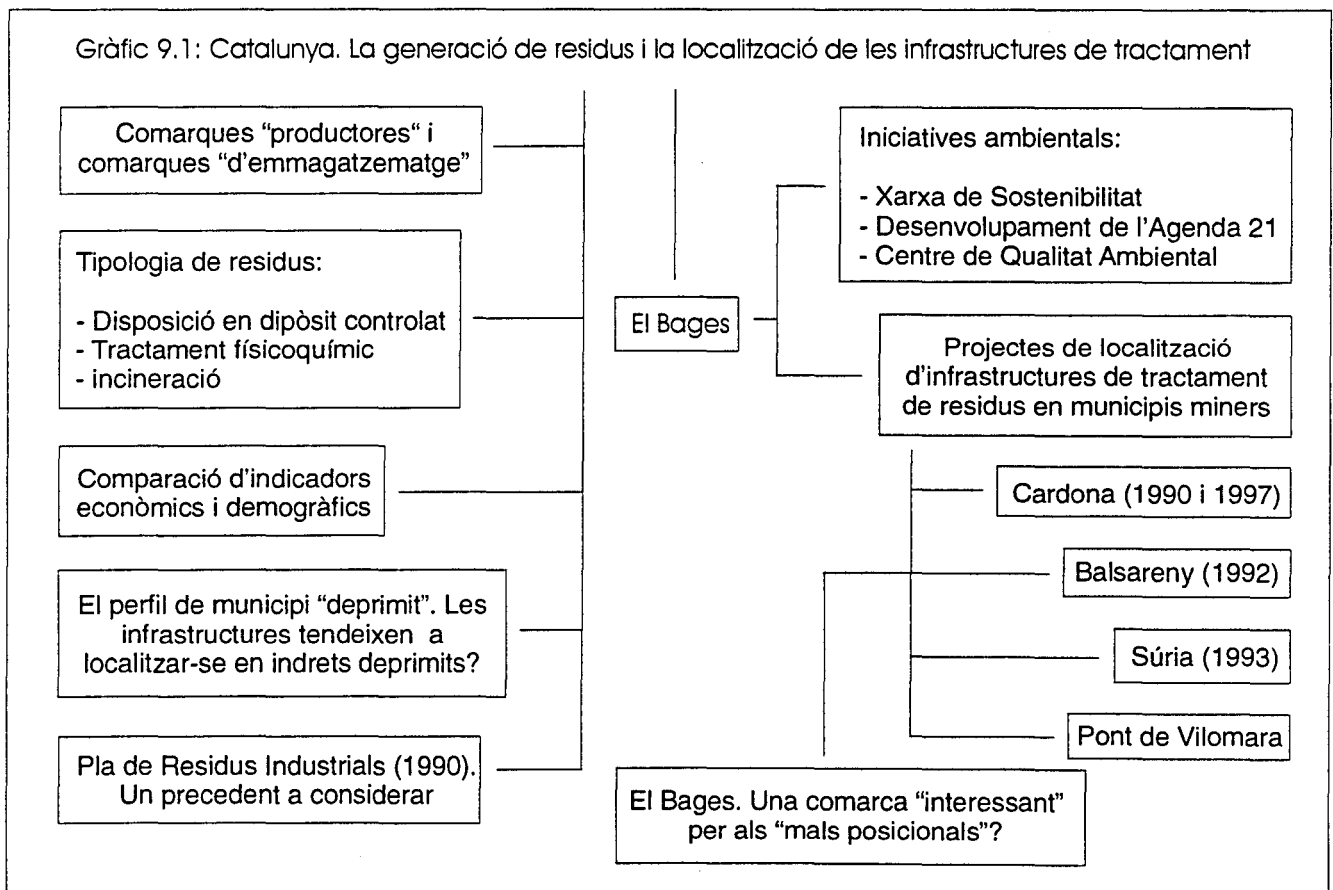 Gràfic 9.1: Catalunya. La generació de residus i la localització de les infrastructures de tractament
Comarques “productores“ i
comarques “d'emmagatzematge”
Tipologia de residus:
- Disposició en dipòsit controlat
- Tractament físicoquímic
- incineració
Comparació d'indicadors
econòmics i demogràfics
El perfil de municipi “deprimit”. Les
infrastructures tendeixen a
localitzar-se en indrets deprimits?
Pla de Residus Industrials (1990).
Un precedent a considerar
El Bages
Iniciatives ambientals:
- Xarxa de Sostenibilitat
- Desenvolupament de l'Agenda 21
- Centre de Qualitat Ambiental
Projectes de localització
d'infrastructures de tractament
de residus en municipis miners
Cardona (1990 i 1997)
Balsareny (1992)
Súria (1993)
Pont de Vilomara
El Bages. Una comarca “interessant”
per als “mals posicionals”?